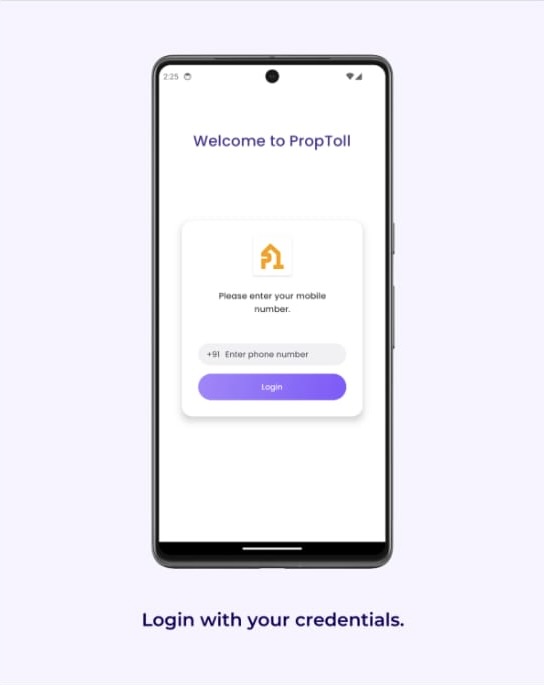 2:25
Welcome to PropToll
Please enter your mobile
number.
+91 Enter phone number
Login
Login with your credentials.